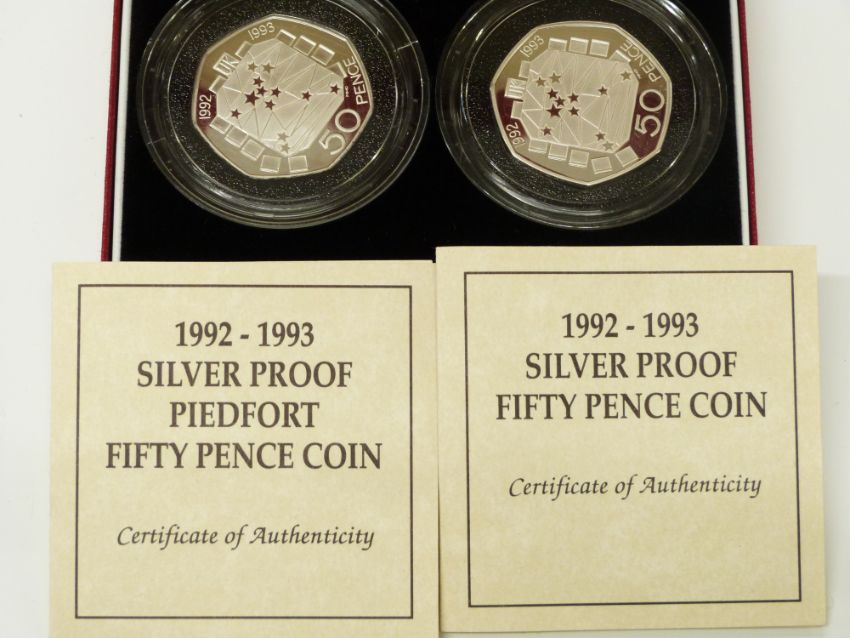 1992
1993
UK
50
PENCE
1992
1993
UK
50
PENCE
1992 - 1993
SILVER PROOF
PIEDFORT
FIFTY PENCE COIN
Certificate of Authenticity
1992 - 1993
SILVER PROOF
FIFTY PENCE COIN
Certificate of Authenticity